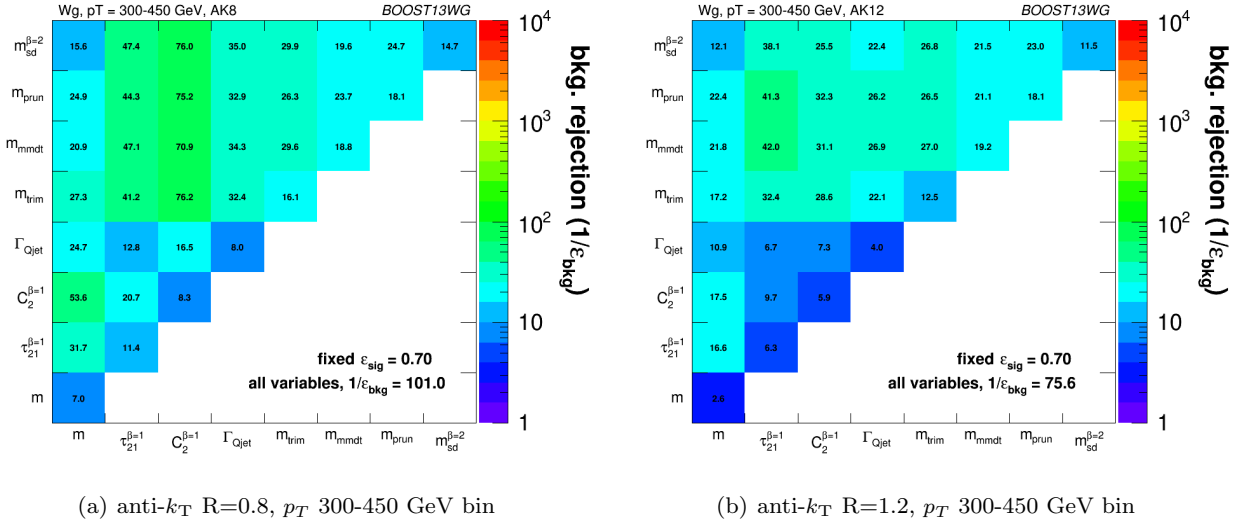 Wg, pT = 300-450 GeV, AK8 BOOST13WG
m_sd^β=2 15.6 47.4 76.0 35.0 29.9 19.6 24.7 14.7
m_prun 24.9 44.3 75.2 32.9 26.3 23.7 18.1
m_mmdt 20.9 47.1 70.9 34.3 29.6 18.8
m_trim 27.3 41.2 76.2 32.4 16.1
Γ_Qjet 24.7 12.8 16.5 8.0
C_2^β=1 53.6 20.7 8.3
τ_21^β=1 31.7 11.4
fixed ε_sig = 0.70
all variables, 1/ε_bkg = 101.0
m 7.0
m τ_21^β=1 C_2^β=1 Γ_Qjet m_trim m_mmdt m_prun m_sd^β=2
10^4
10^3
10^2
10
1
bkg. rejection (1/ε_bkg)
(a) anti-k_T R=0.8, p_T 300-450 GeV bin
Wg, pT = 300-450 GeV, AK12 BOOST13WG
m_sd^β=2 12.1 38.1 25.5 22.4 26.8 21.5 23.0 11.5
m_prun 22.4 41.3 32.3 26.2 26.5 21.1 18.1
m_mmdt 21.8 42.0 31.1 26.9 27.0 19.2
m_trim 17.2 32.4 28.6 22.1 12.5
Γ_Qjet 10.9 6.7 7.3 4.0
C_2^β=1 17.5 9.7 5.9
τ_21^β=1 16.6 6.3
fixed ε_sig = 0.70
all variables, 1/ε_bkg = 75.6
m 2.6
m τ_21^β=1 C_2^β=1 Γ_Qjet m_trim m_mmdt m_prun m_sd^β=2
10^4
10^3
10^2
10
1
bkg. rejection (1/ε_bkg)
(b) anti-k_T R=1.2, p_T 300-450 GeV bin